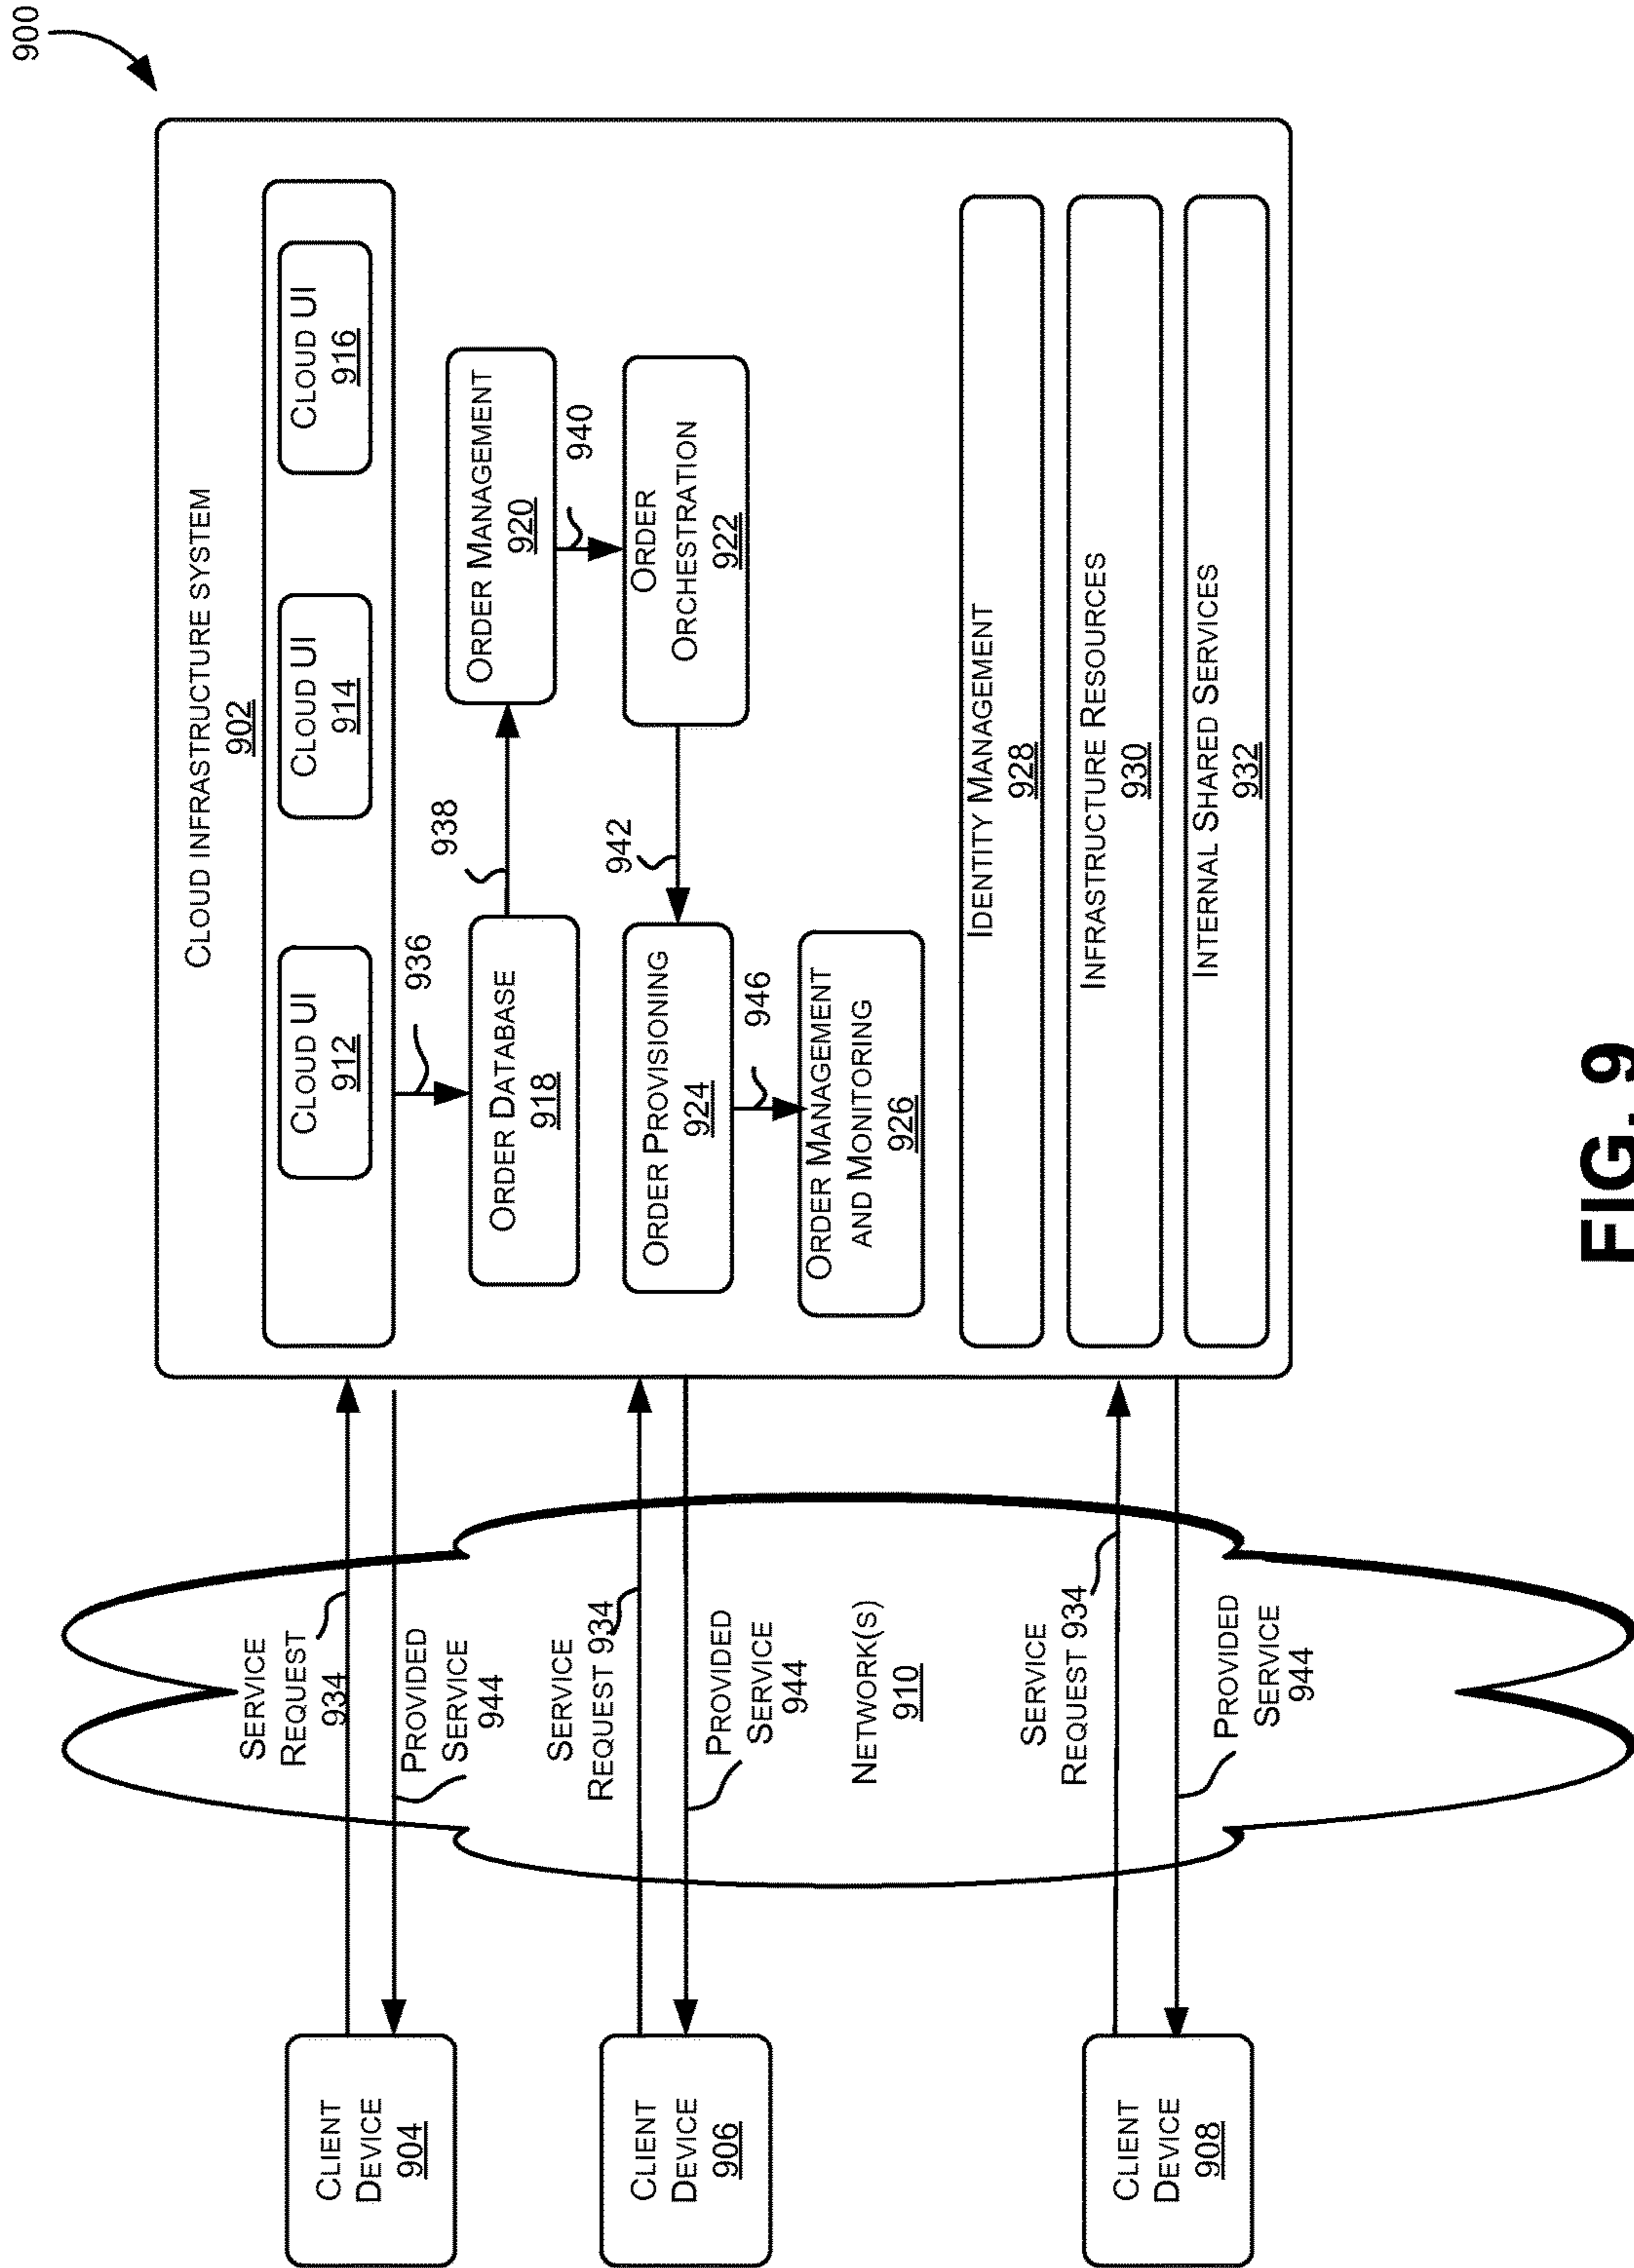 900
CLOUD INFRASTRUCTURE SYSTEM
902
CLOUD UI
912
CLOUD UI
914
CLOUD UI
916
936
938
ORDER DATABASE
918
ORDER MANAGEMENT
920
940
942
ORDER PROVISIONING
924
ORDER
ORCHESTRATION
922
946
ORDER MANAGEMENT
AND MONITORING
926
IDENTITY MANAGEMENT
928
INFRASTRUCTURE RESOURCES
930
INTERNAL SHARED SERVICES
932
SERVICE
REQUEST
934
PROVIDED
SERVICE
944
SERVICE
REQUEST 934
PROVIDED
SERVICE
944
NETWORK(S)
910
SERVICE
REQUEST 934
PROVIDED
SERVICE
944
CLIENT
DEVICE
904
CLIENT
DEVICE
906
CLIENT
DEVICE
908
FIG. 9